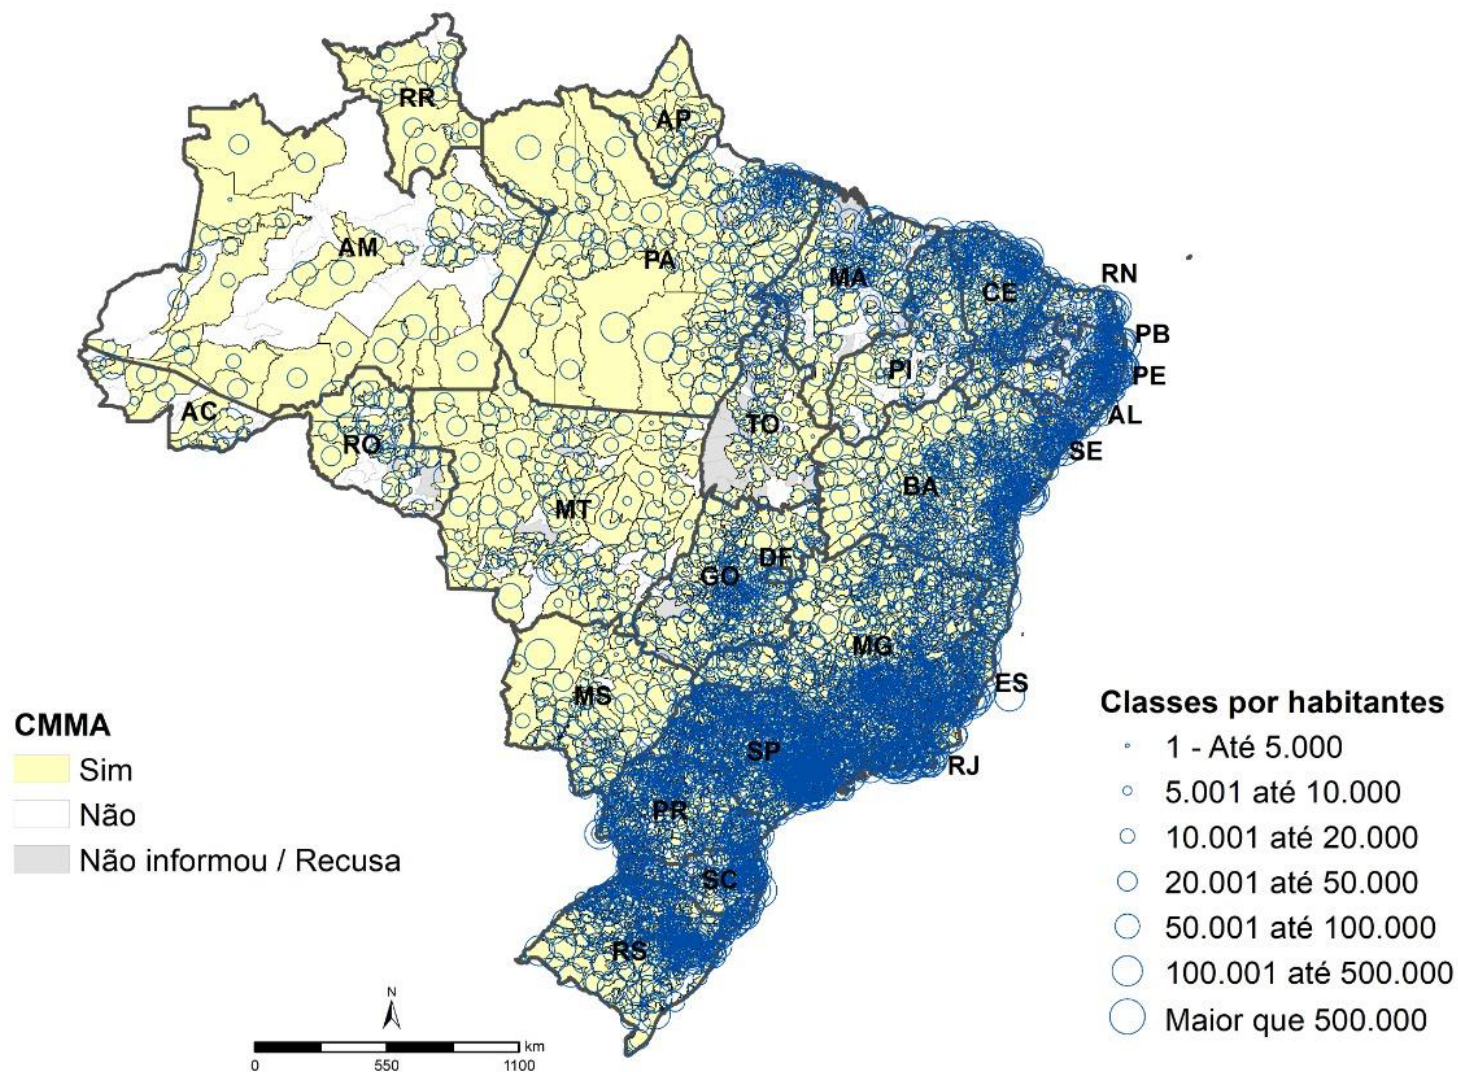 RR
AP
AM
PA
MA
CE
RN
PB
PE
AL
SE
PI
AC
RO
TO
BA
MT
DF
GO
MG
ES
MS
SP
RJ
PR
SC
RS
CMMA
Sim
Não
Não informou / Recusa
Classes por habitantes
1 - Até 5.000
5.001 até 10.000
10.001 até 20.000
20.001 até 50.000
50.001 até 100.000
100.001 até 500.000
Maior que 500.000
N
km
0 550 1100